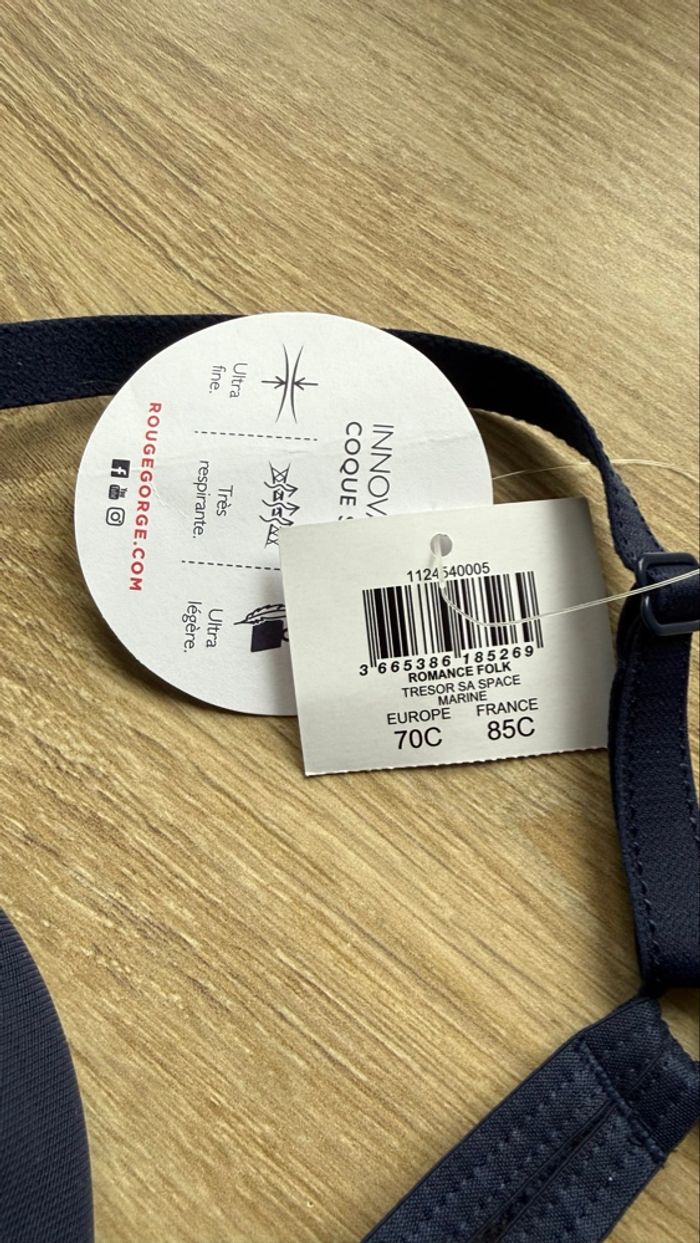 INNOV
COQUE S
Ultra
fine.
Très
respirante.
Ultra
légère.
ROUGEGORGE.COM
1124540005
3 665386 185269
ROMANCE FOLK
TRESOR SA SPACE
MARINE
EUROPE FRANCE
70C 85C